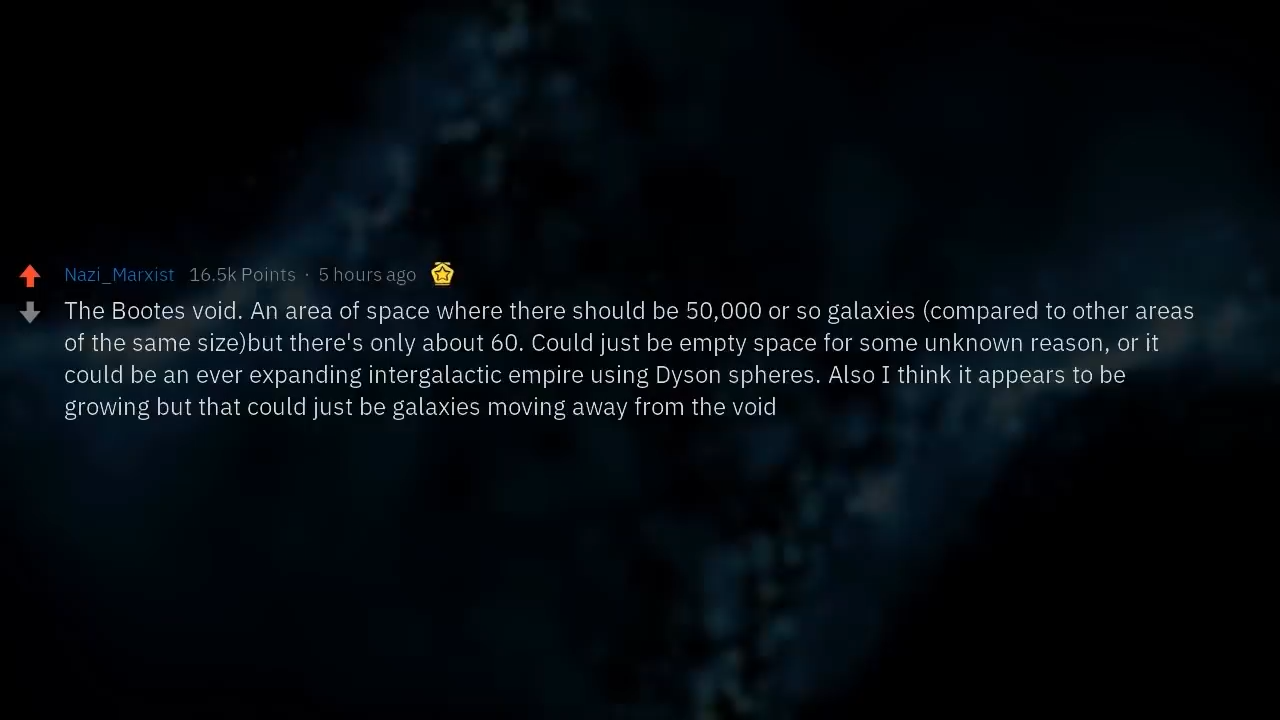 Nazi_Marxist 16.5k Points · 5 hours ago
The Bootes void. An area of space where there should be 50,000 or so galaxies (compared to other areas
of the same size)but there's only about 60. Could just be empty space for some unknown reason, or it
could be an ever expanding intergalactic empire using Dyson spheres. Also I think it appears to be
growing but that could just be galaxies moving away from the void